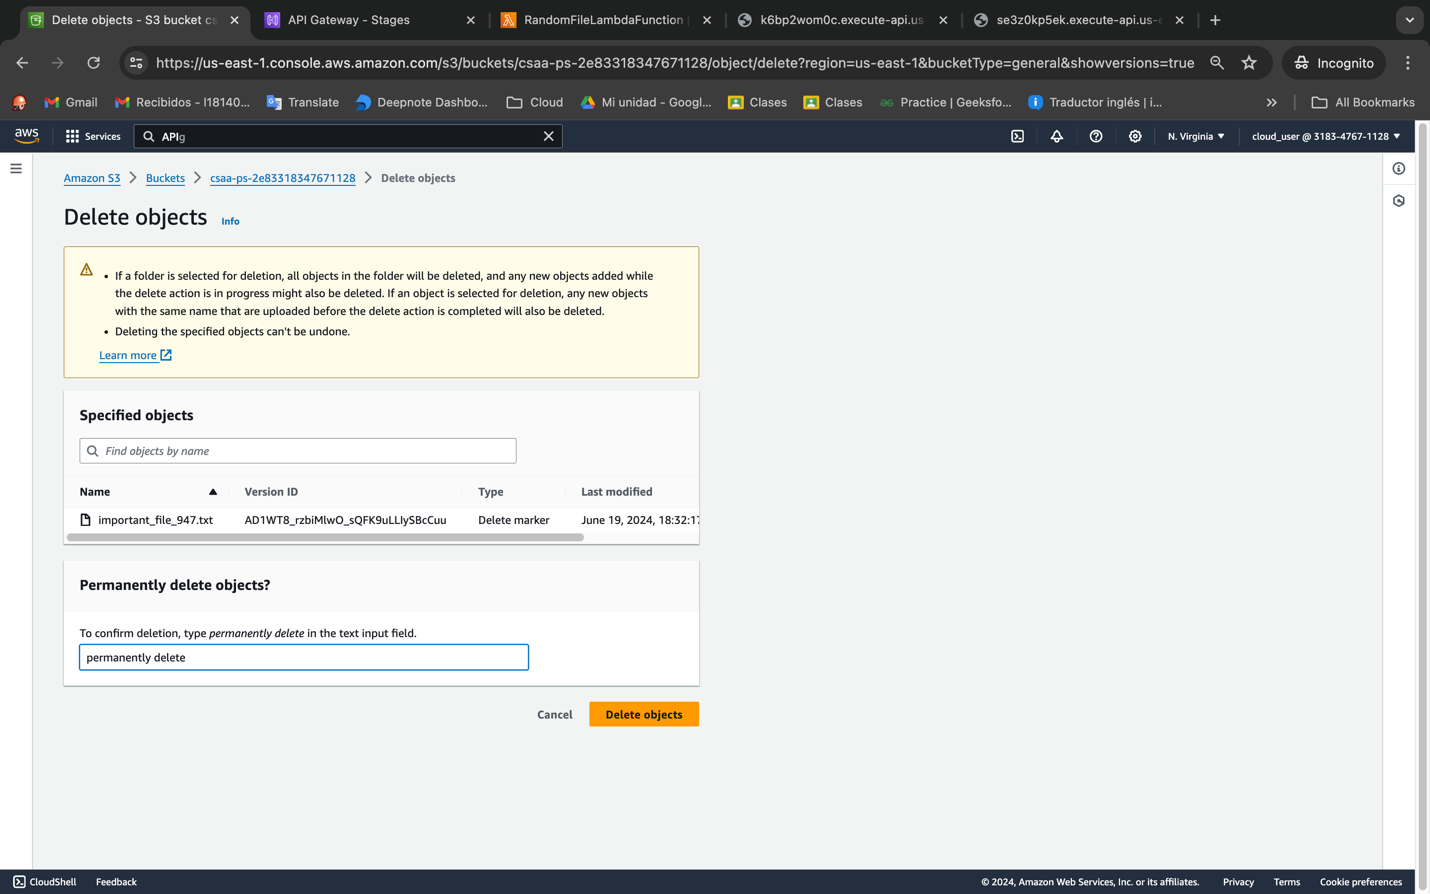 Delete objects - S3 bucket cs
API Gateway - Stages
RandomFileLambdaFunction
k6bp2wom0c.execute-api.us
se3z0kp5ek.execute-api.us-e
https://us-east-1.console.aws.amazon.com/s3/buckets/csaa-ps-2e83318347671128/object/delete?region=us-east-1&bucketType=general&showversions=true
Incognito
Gmail
Recibidos - l18140...
Translate
Deepnote Dashbo...
Cloud
Mi unidad - Googl...
Clases
Clases
Practice | Geeksfo...
Traductor inglés | i...
All Bookmarks
aws
Services
APIg
N. Virginia
cloud_user @ 3183-4767-1128
Amazon S3 > Buckets > csaa-ps-2e83318347671128 > Delete objects
Delete objects Info
• If a folder is selected for deletion, all objects in the folder will be deleted, and any new objects added while
the delete action is in progress might also be deleted. If an object is selected for deletion, any new objects
with the same name that are uploaded before the delete action is completed will also be deleted.
• Deleting the specified objects can't be undone.
Learn more
Specified objects
Find objects by name
Name Version ID Type Last modified
important_file_947.txt AD1WT8_rzbiMlwO_sQFK9uLLIySBcCuu Delete marker June 19, 2024, 18:32:17
Permanently delete objects?
To confirm deletion, type permanently delete in the text input field.
permanently delete
Cancel Delete objects
CloudShell Feedback © 2024, Amazon Web Services, Inc. or its affiliates. Privacy Terms Cookie preferences